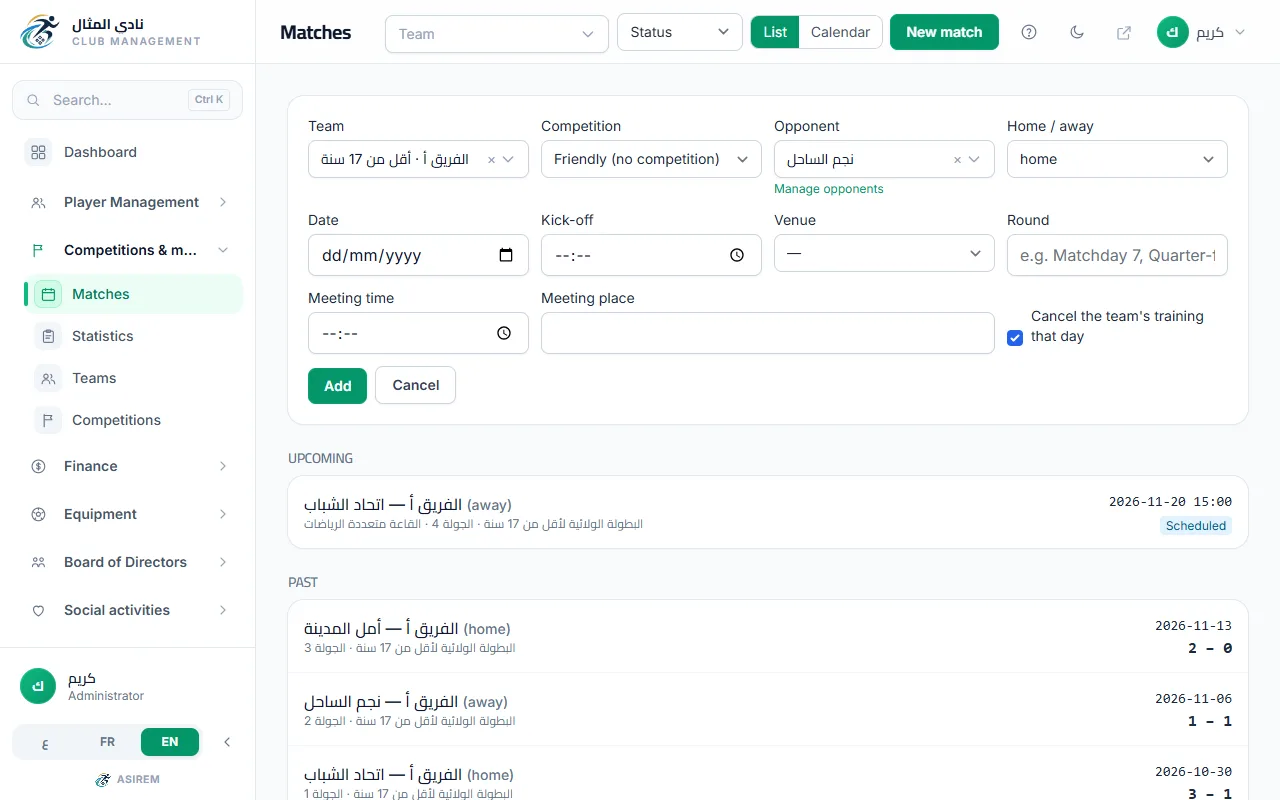 نادي المثال
CLUB MANAGEMENT
Search...
Ctrl K
Dashboard
Player Management
Competitions & m...
Matches
Statistics
Teams
Competitions
Finance
Equipment
Board of Directors
Social activities
ك
كريم
Administrator
ع
FR
EN
ASIREM
Matches
Team
Status
List
Calendar
New match
ك
كريم
Team
Competition
Opponent
Home / away
الفريق أ · أقل من 17 سنة
Friendly (no competition)
نجم الساحل
home
Manage opponents
Date
Kick-off
Venue
Round
dd/mm/yyyy
--:--
—
e.g. Matchday 7, Quarter-f
Meeting time
Meeting place
--:--
Cancel the team's training
that day
Add
Cancel
UPCOMING
الفريق أ — اتحاد الشباب (away)
2026-11-20 15:00
البطولة الولائية لأقل من 17 سنة · الجولة 4 · القاعة متعددة الرياضات
Scheduled
PAST
الفريق أ — أمل المدينة (home)
2026-11-13
البطولة الولائية لأقل من 17 سنة · الجولة 3
2 – 0
الفريق أ — نجم الساحل (away)
2026-11-06
البطولة الولائية لأقل من 17 سنة · الجولة 2
1 – 1
الفريق أ — اتحاد الشباب (home)
2026-10-30
البطولة الولائية لأقل من 17 سنة · الجولة 1
3 – 1